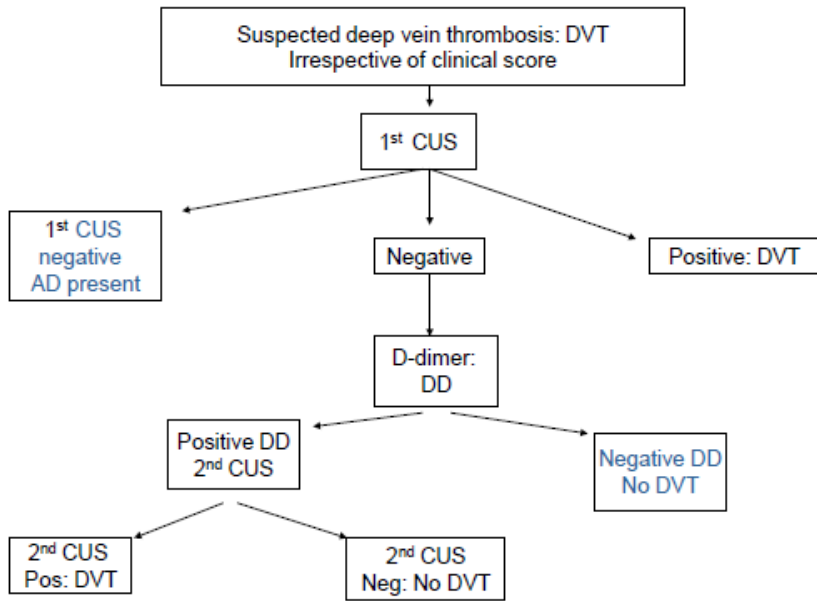 Suspected deep vein thrombosis: DVT
Irrespective of clinical score
1st CUS
1st CUS
negative
AD present
Negative
Positive: DVT
D-dimer:
DD
Positive DD
2nd CUS
Negative DD
No DVT
2nd CUS
Pos: DVT
2nd CUS
Neg: No DVT